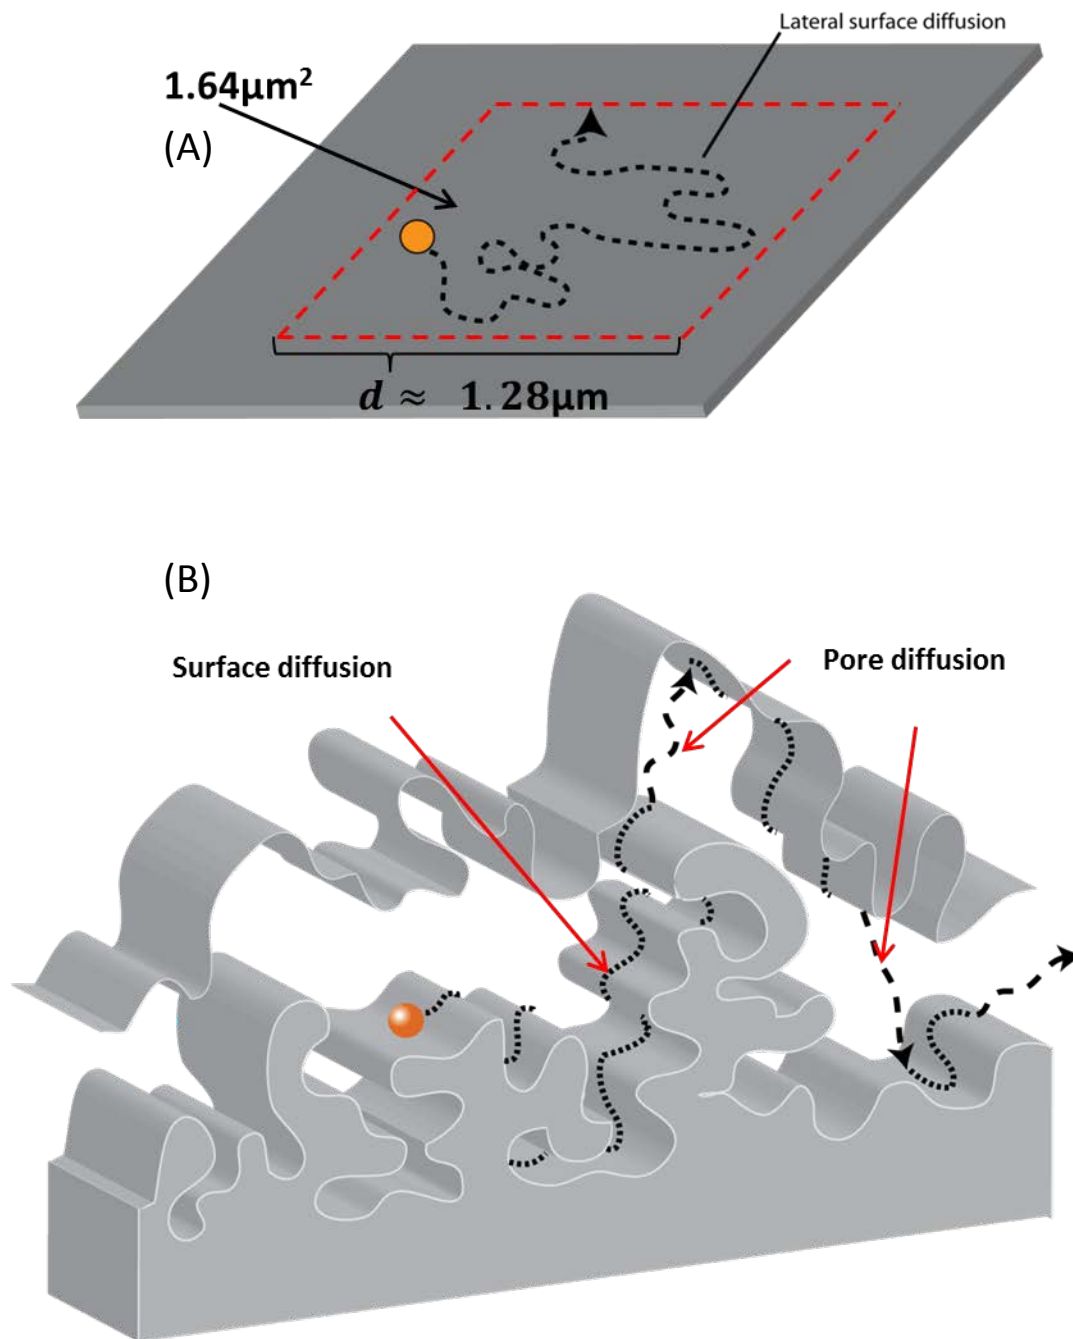 Lateral surface diffusion
1.64µm²
(A)
d ≈ 1.28µm
(B)
Surface diffusion
Pore diffusion